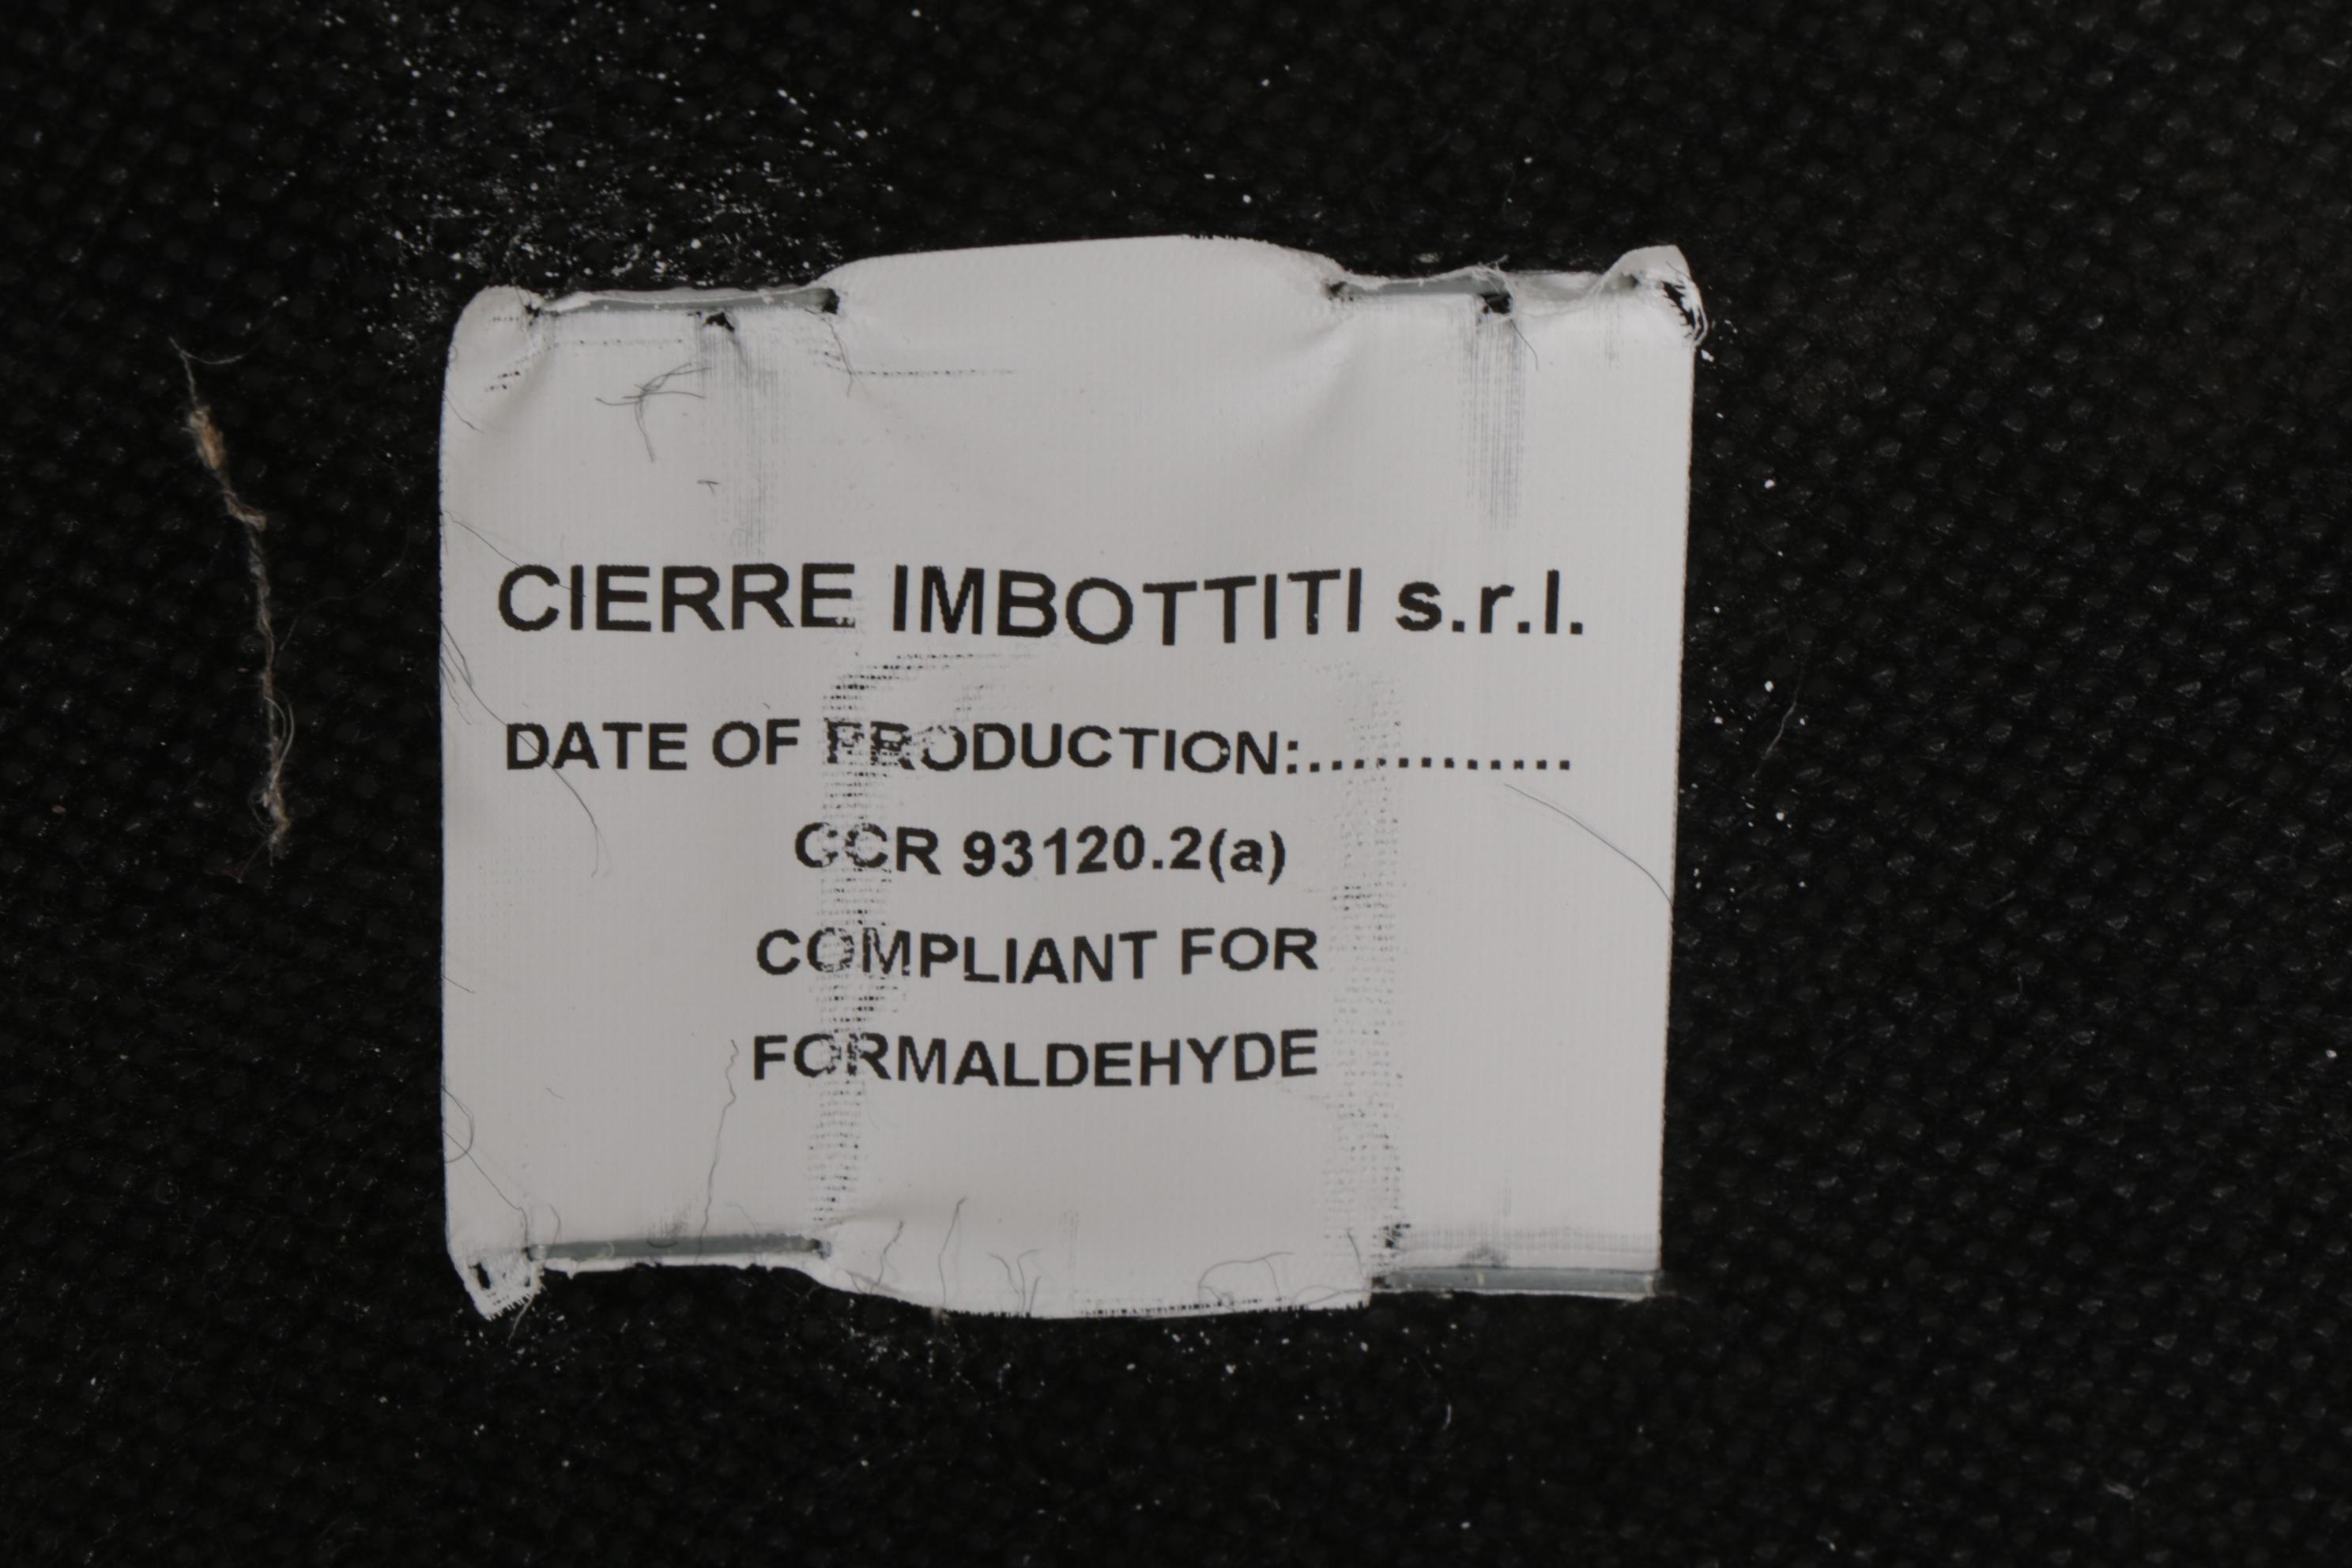 CIERRE IMBOTTITI s.r.l.
DATE OF PRODUCTION:............
CCR 93120.2(a)
COMPLIANT FOR
FORMALDEHYDE